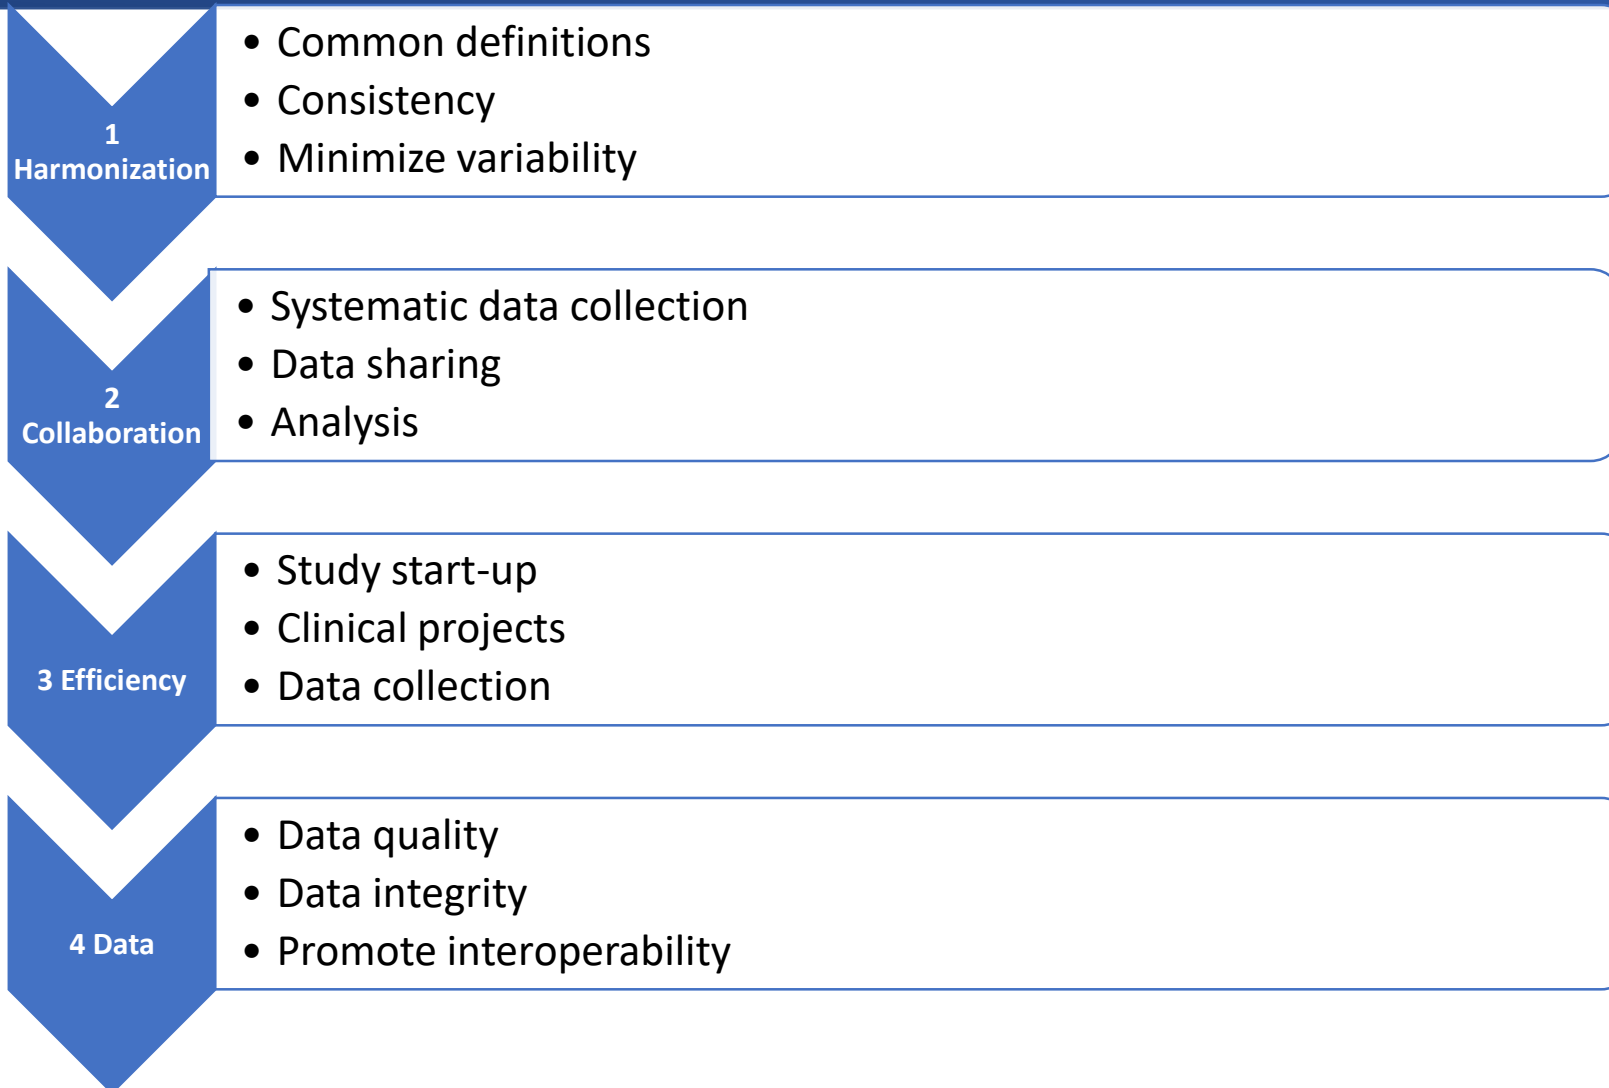 1
Harmonization
• Common definitions
• Consistency
• Minimize variability
2
Collaboration
• Systematic data collection
• Data sharing
• Analysis
3 Efficiency
• Study start-up
• Clinical projects
• Data collection
4 Data
• Data quality
• Data integrity
• Promote interoperability